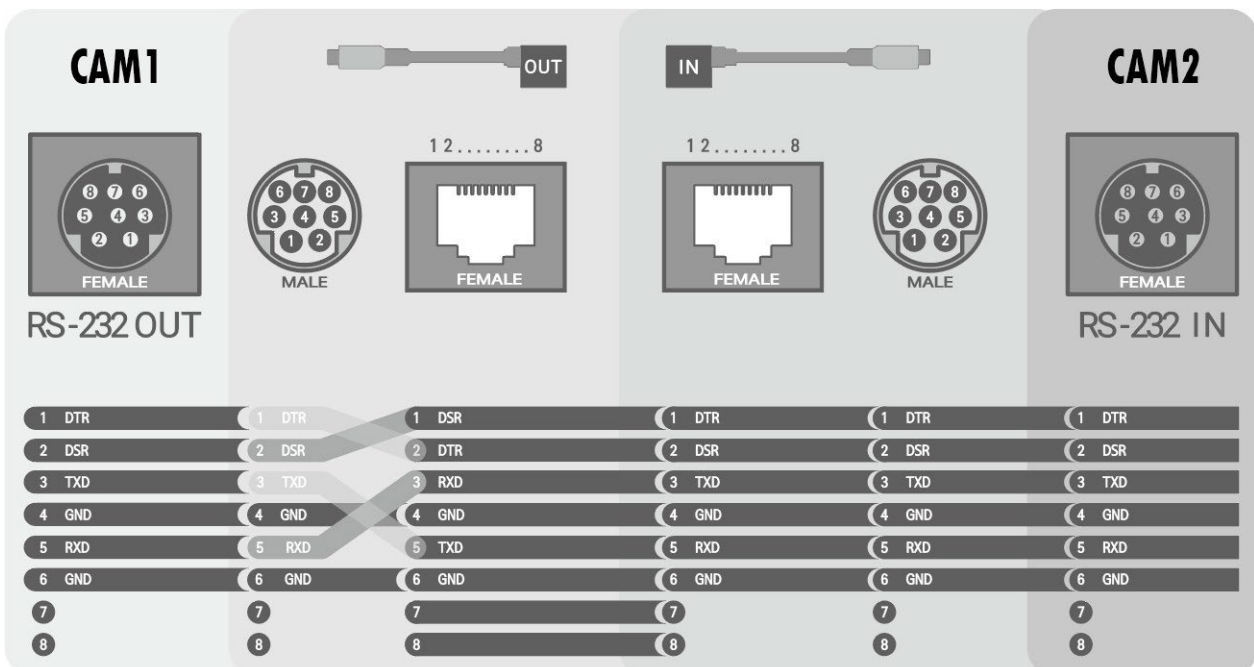 CAM1
OUT
IN
CAM2
1 2 . . . . . . . . 8
1 2 . . . . . . . . 8
8 7 6
6 7 8
6 7 8
8 7 6
5 4 3
3 4 5
3 4 5
5 4 3
2 1
1 2
1 2
2 1
FEMALE
MALE
FEMALE
FEMALE
MALE
FEMALE
RS-232 OUT
RS-232 IN
1 DTR 1 DTR 1 DSR 1 DTR 1 DTR 1 DTR
2 DSR 2 DSR 2 DTR 2 DSR 2 DSR 2 DSR
3 TXD 3 TXD 3 RXD 3 TXD 3 TXD 3 TXD
4 GND 4 GND 4 GND 4 GND 4 GND 4 GND
5 RXD 5 RXD 5 TXD 5 RXD 5 RXD 5 RXD
6 GND 6 GND 6 GND 6 GND 6 GND 6 GND
7 7 7 7 7 7
8 8 8 8 8 8